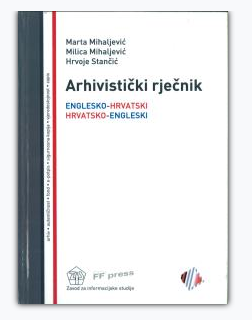 Marta Mihaljević
Milica Mihaljević
Hrvoje Stančić
Arhivistički rječnik
ENGLESKO-HRVATSKI
HRVATSKO-ENGLESKI
FF press
Zavod za informacijske studije